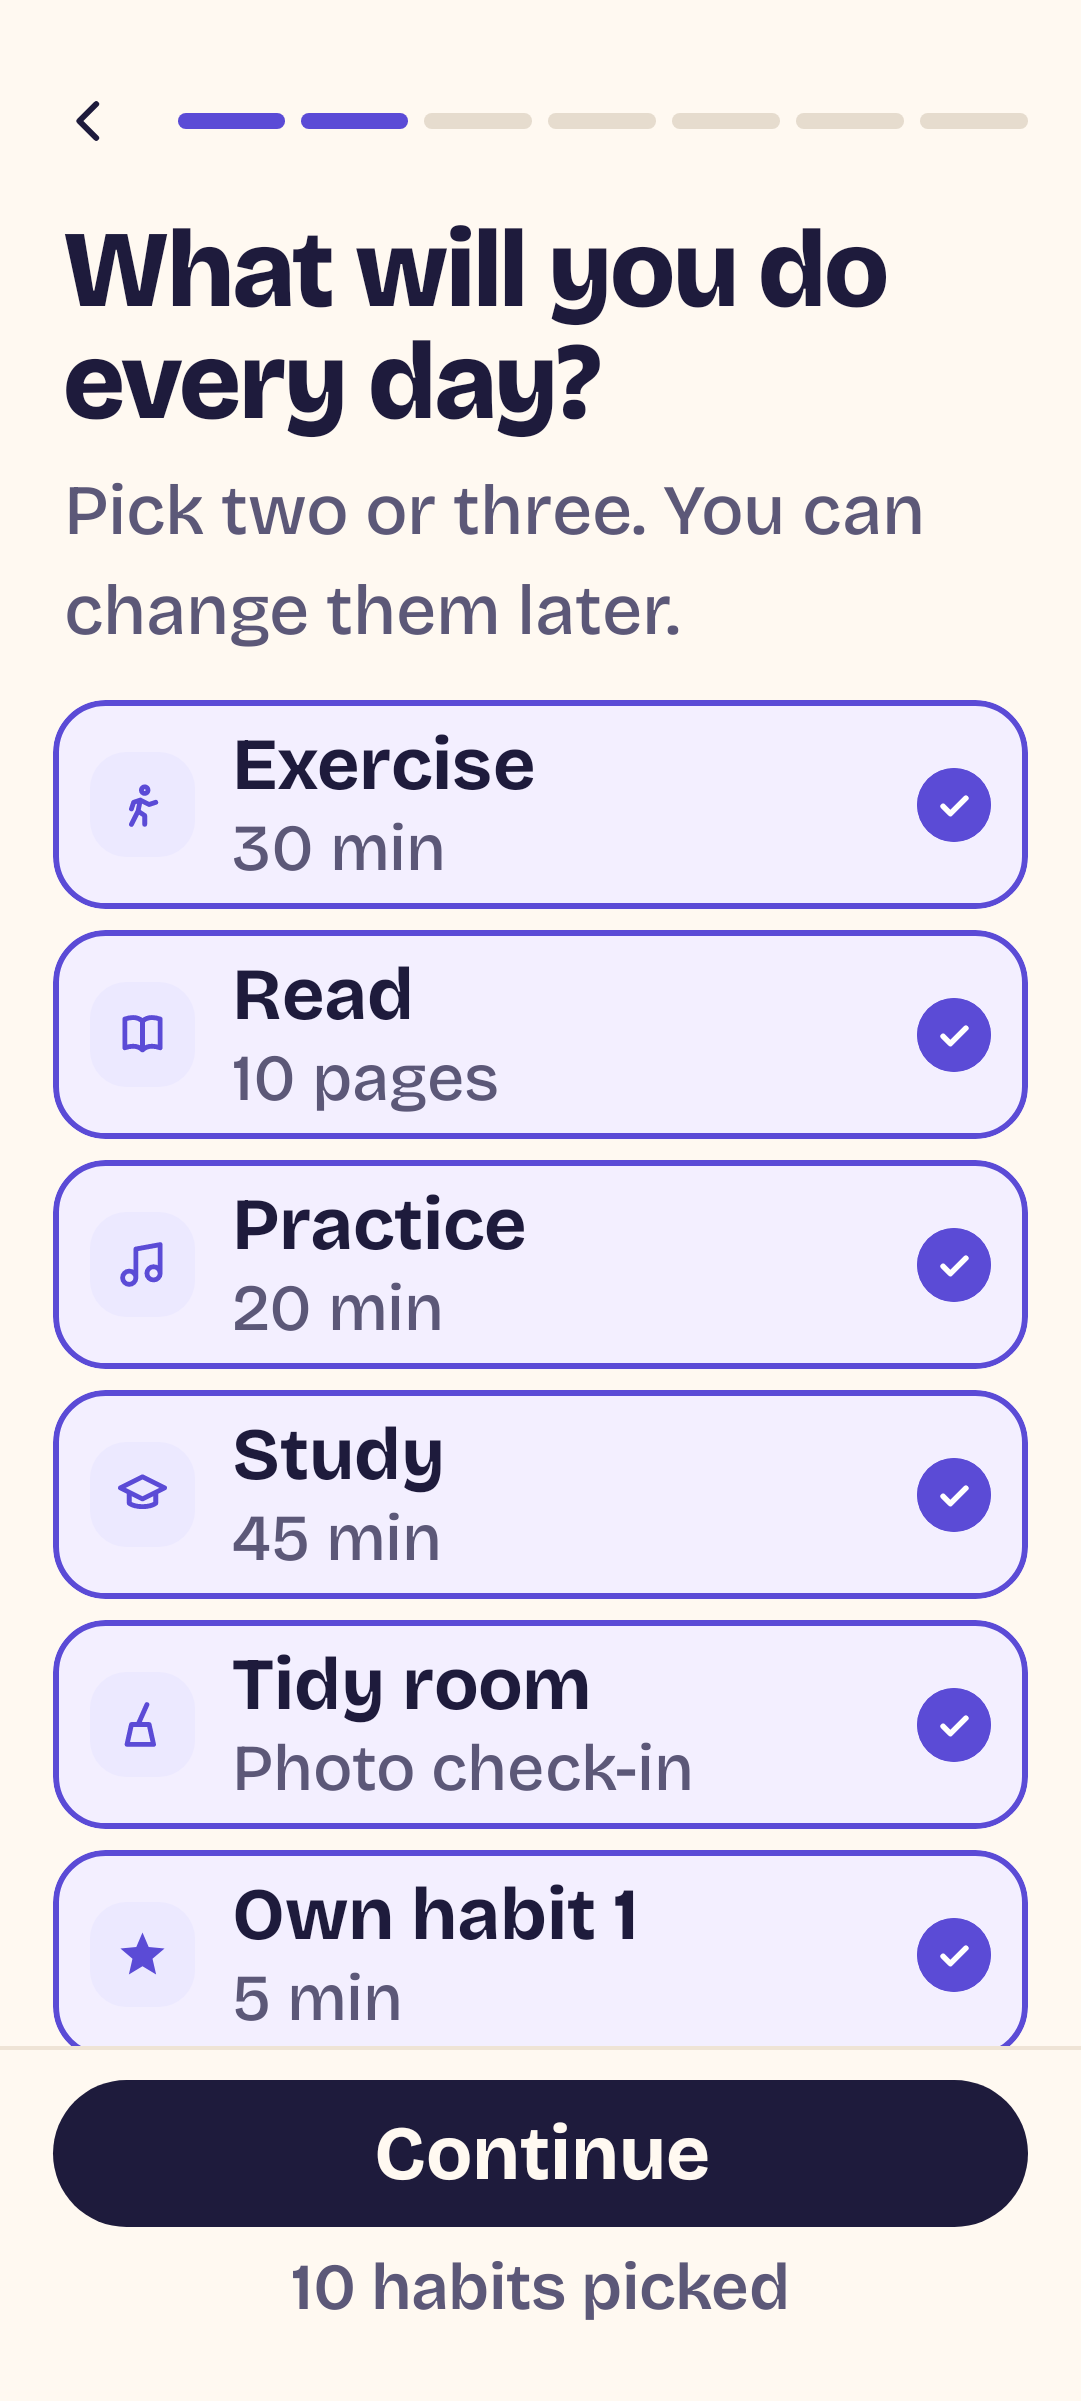 What will you do
every day?
Pick two or three. You can
change them later.
Exercise
30 min
Read
10 pages
Practice
20 min
Study
45 min
Tidy room
Photo check-in
Own habit 1
5 min
Continue
10 habits picked